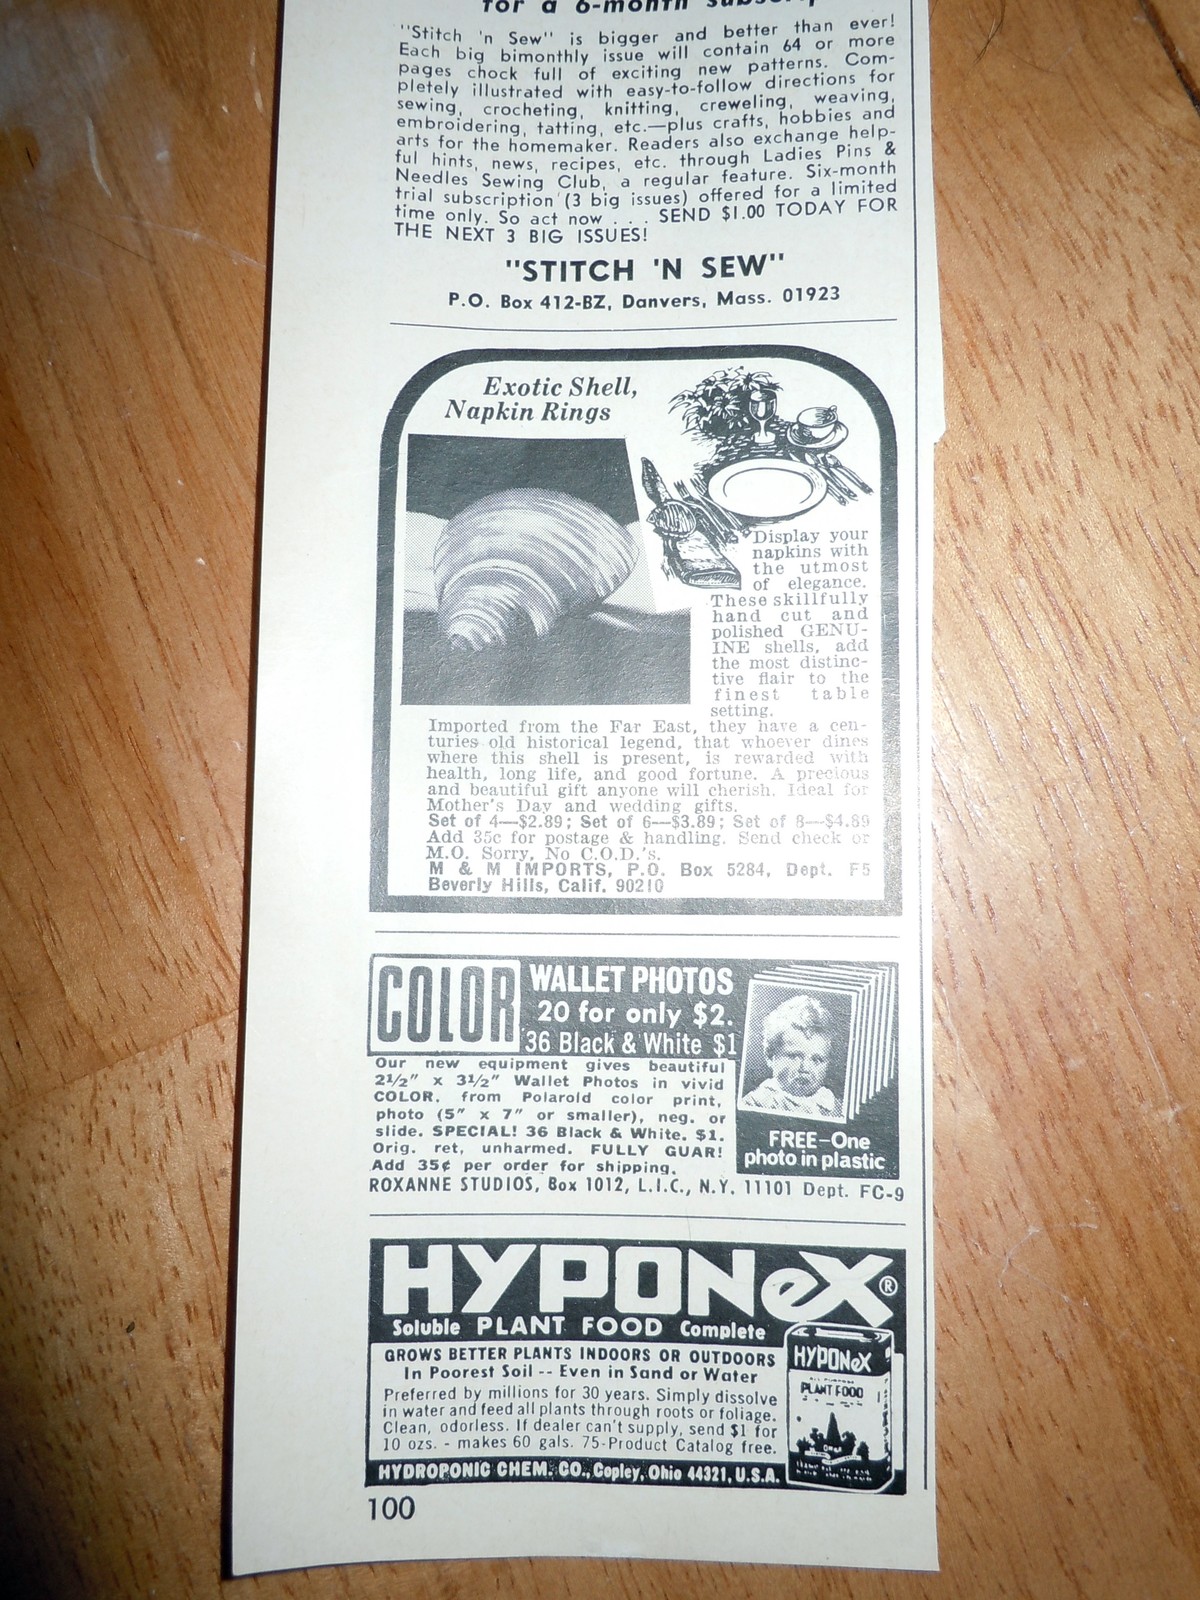 for a 6-month
"Stitch 'n Sew" is bigger and better than ever!
Each big bimonthly issue will contain 64 or more
pages chock full of exciting new patterns. Com-
pletely illustrated with easy-to-follow directions for
sewing, crocheting, knitting, creweling, weaving,
embroidering, tatting, etc.—plus crafts, hobbies and
arts for the homemaker. Readers also exchange help-
ful hints, news, recipes, etc. through Ladies Pins &
Needles Sewing Club, a regular feature. Six-month
trial subscription (3 big issues) offered for a limited
time only. So act now . . . SEND $1.00 TODAY FOR
THE NEXT 3 BIG ISSUES!
"STITCH 'N SEW"
P.O. Box 412-BZ, Danvers, Mass. 01923
Exotic Shell,
Napkin Rings
Display your
napkins with
the utmost
of elegance.
These skillfully
hand cut and
polished GENU-
INE shells, add
the most distinc-
tive flair to the
finest table
setting.
Imported from the Far East, they have a cen-
turies old historical legend, that whoever dines
where this shell is present, is rewarded with
health, long life, and good fortune. A precious
and beautiful gift anyone will cherish. Ideal for
Mother's Day and wedding gifts.
Set of 4—$2.89; Set of 6—$3.89; Set of 8—$4.89
Add 35c for postage & handling. Send check or
M.O. Sorry, No C.O.D.'s.
M & M IMPORTS, P.O. Box 5284, Dept. F5
Beverly Hills, Calif. 90210
COLOR WALLET PHOTOS
20 for only $2.
36 Black & White $1
Our new equipment gives beautiful
2½" x 3½" Wallet Photos in vivid
COLOR, from Polaroid color print,
photo (5" x 7" or smaller), neg. or
slide. SPECIAL! 36 Black & White. $1.
Orig. ret, unharmed. FULLY GUAR!
Add 35¢ per order for shipping.
FREE—One
photo in plastic
ROXANNE STUDIOS, Box 1012, L.I.C., N.Y. 11101 Dept. FC-9
HYPONeX®
Soluble PLANT FOOD Complete
GROWS BETTER PLANTS INDOORS OR OUTDOORS
In Poorest Soil -- Even in Sand or Water
Preferred by millions for 30 years. Simply dissolve
in water and feed all plants through roots or foliage.
Clean, odorless. If dealer can't supply, send $1 for
10 ozs. - makes 60 gals. 75-Product Catalog free.
HYDROPONIC CHEM. CO., Copley, Ohio 44321, U.S.A.
HYPONeX
PLANT FOOD
100